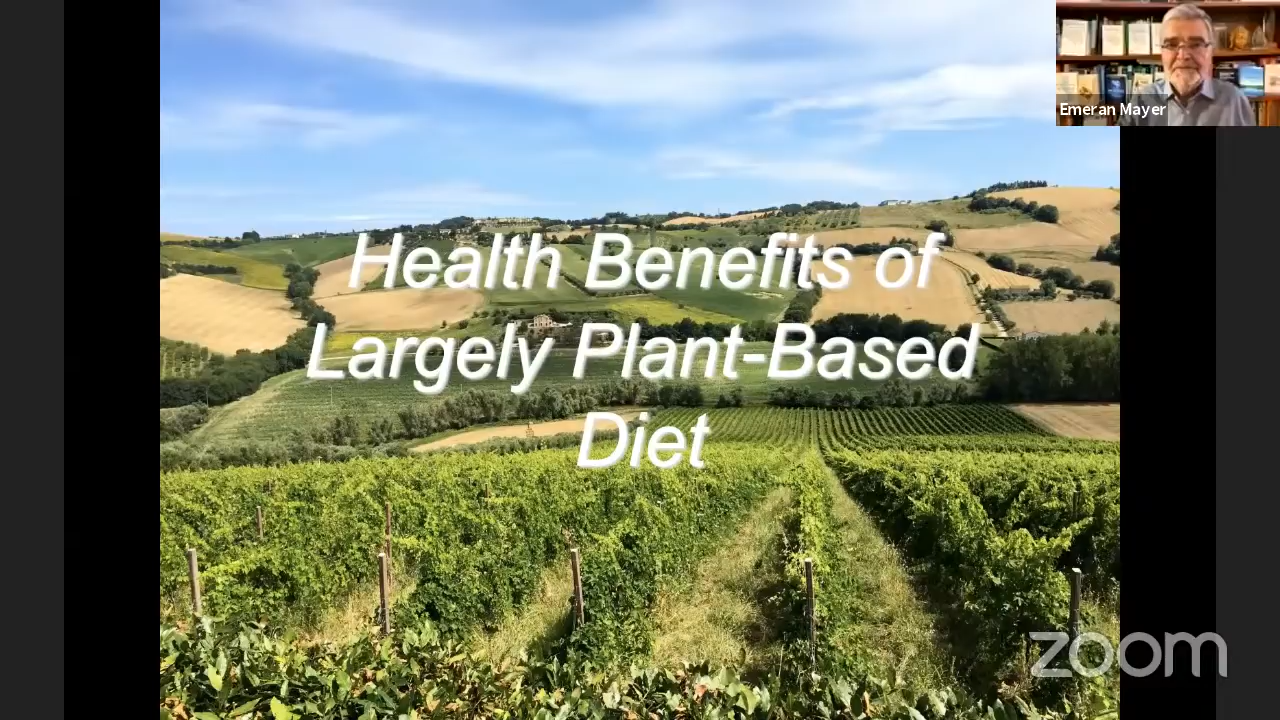 Emeran Mayer
Health Benefits of
Largely Plant-Based
Diet
zoom